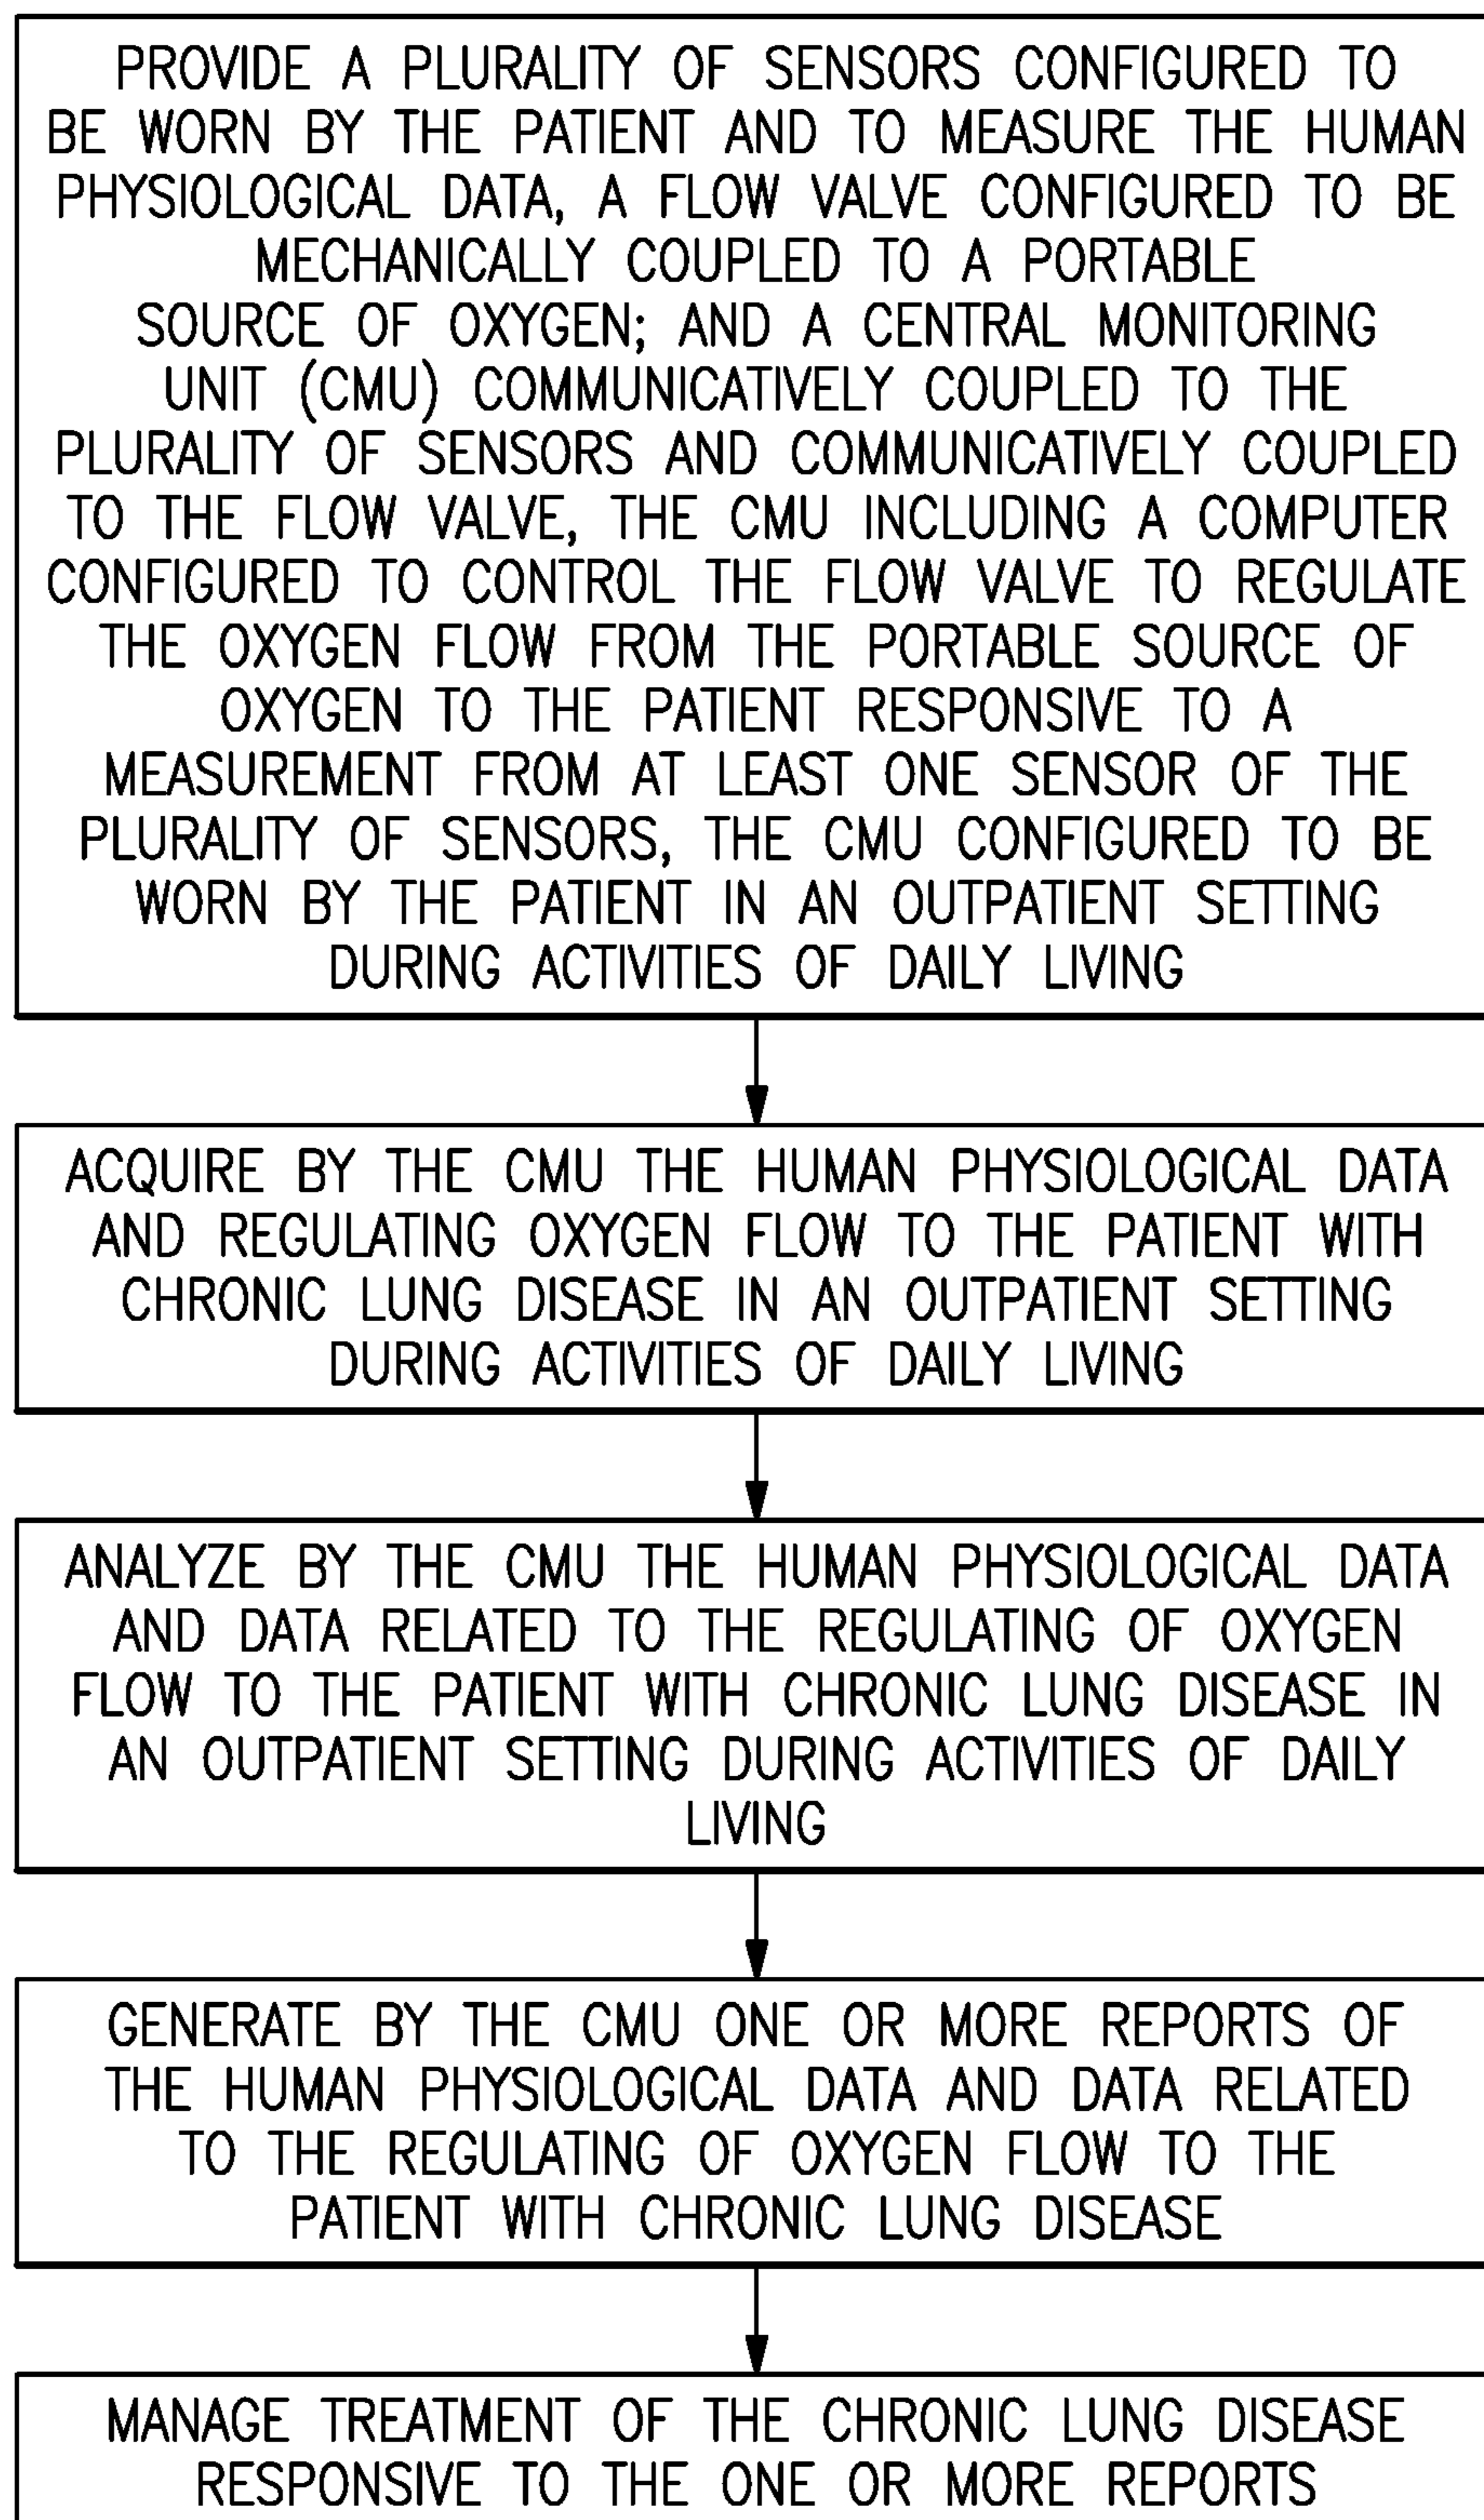 PROVIDE A PLURALITY OF SENSORS CONFIGURED TO
BE WORN BY THE PATIENT AND TO MEASURE THE HUMAN
PHYSIOLOGICAL DATA, A FLOW VALVE CONFIGURED TO BE
MECHANICALLY COUPLED TO A PORTABLE
SOURCE OF OXYGEN; AND A CENTRAL MONITORING
UNIT (CMU) COMMUNICATIVELY COUPLED TO THE
PLURALITY OF SENSORS AND COMMUNICATIVELY COUPLED
TO THE FLOW VALVE, THE CMU INCLUDING A COMPUTER
CONFIGURED TO CONTROL THE FLOW VALVE TO REGULATE
THE OXYGEN FLOW FROM THE PORTABLE SOURCE OF
OXYGEN TO THE PATIENT RESPONSIVE TO A
MEASUREMENT FROM AT LEAST ONE SENSOR OF THE
PLURALITY OF SENSORS, THE CMU CONFIGURED TO BE
WORN BY THE PATIENT IN AN OUTPATIENT SETTING
DURING ACTIVITIES OF DAILY LIVING
ACQUIRE BY THE CMU THE HUMAN PHYSIOLOGICAL DATA
AND REGULATING OXYGEN FLOW TO THE PATIENT WITH
CHRONIC LUNG DISEASE IN AN OUTPATIENT SETTING
DURING ACTIVITIES OF DAILY LIVING
ANALYZE BY THE CMU THE HUMAN PHYSIOLOGICAL DATA
AND DATA RELATED TO THE REGULATING OF OXYGEN
FLOW TO THE PATIENT WITH CHRONIC LUNG DISEASE IN
AN OUTPATIENT SETTING DURING ACTIVITIES OF DAILY
LIVING
GENERATE BY THE CMU ONE OR MORE REPORTS OF
THE HUMAN PHYSIOLOGICAL DATA AND DATA RELATED
TO THE REGULATING OF OXYGEN FLOW TO THE
PATIENT WITH CHRONIC LUNG DISEASE
MANAGE TREATMENT OF THE CHRONIC LUNG DISEASE
RESPONSIVE TO THE ONE OR MORE REPORTS